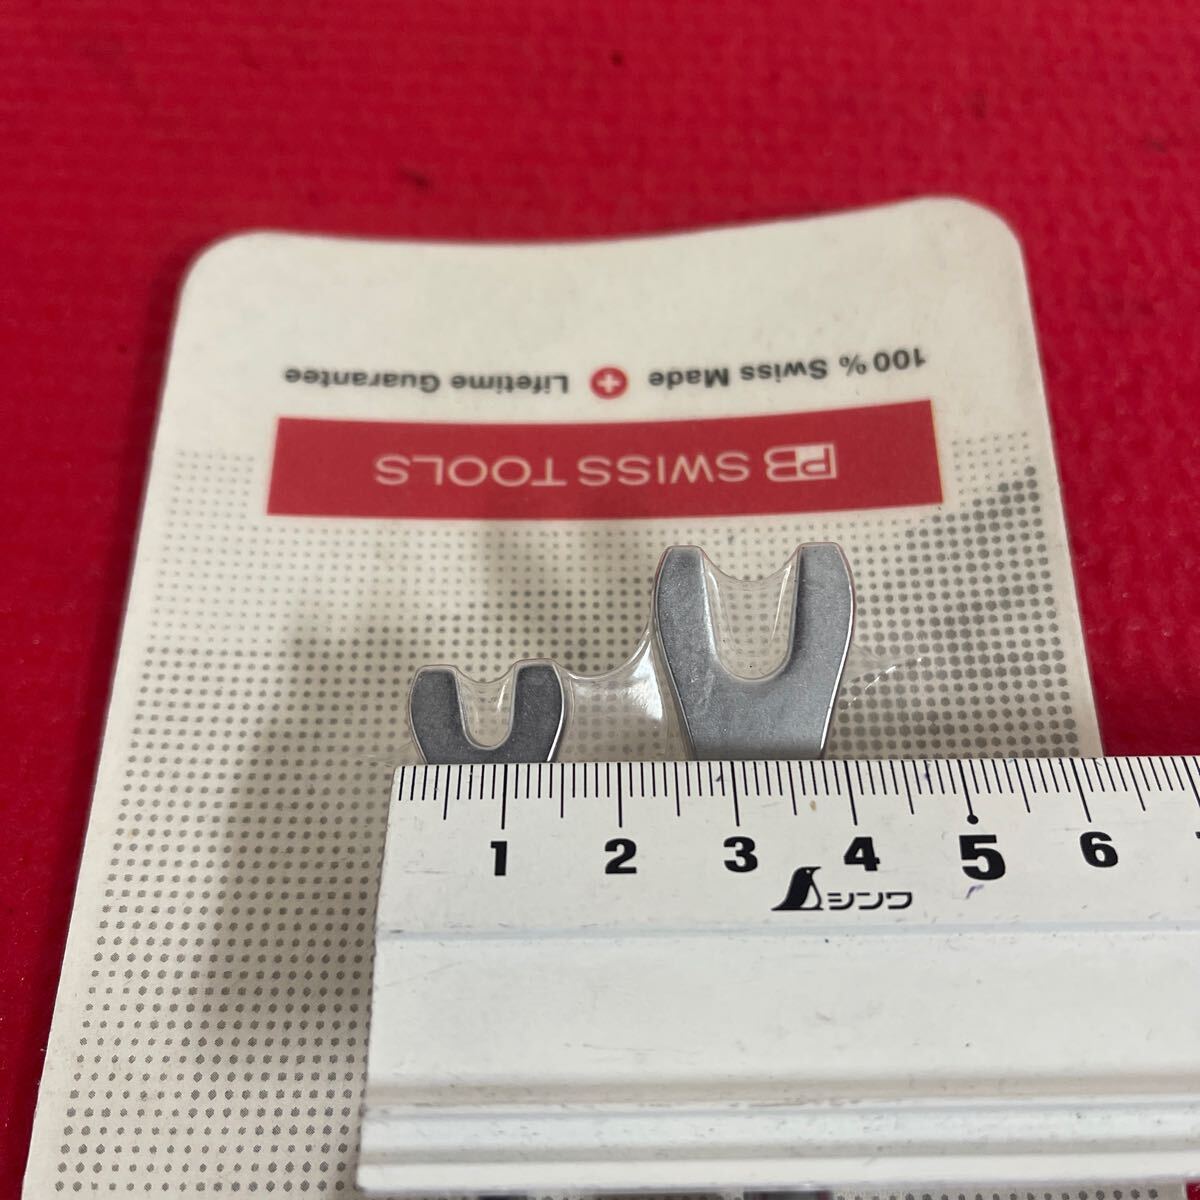 100% Swiss Made Lifetime Guarantee
PB SWISS TOOLS
1 2 3 4 5 6
シンワ